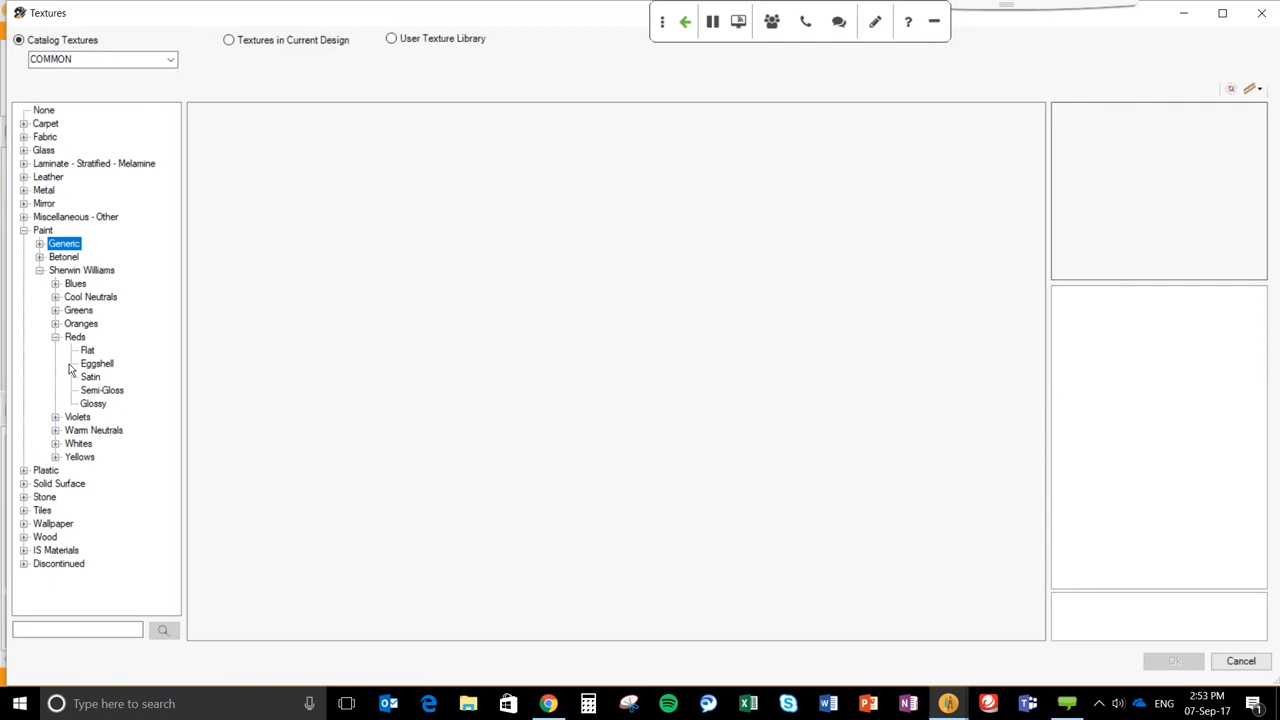 Textures
Catalog Textures
Textures in Current Design
User Texture Library
COMMON
None
Carpet
Fabric
Glass
Laminate - Stratified - Melamine
Leather
Metal
Mirror
Miscellaneous - Other
Paint
Generic
Betonel
Sherwin Williams
Blues
Cool Neutrals
Greens
Oranges
Reds
Flat
Eggshell
Satin
Semi-Gloss
Glossy
Violets
Warm Neutrals
Whites
Yellows
Plastic
Solid Surface
Stone
Tiles
Wallpaper
Wood
IS Materials
Discontinued
Ok
Cancel
Type here to search
ENG
2:53 PM
07-Sep-17